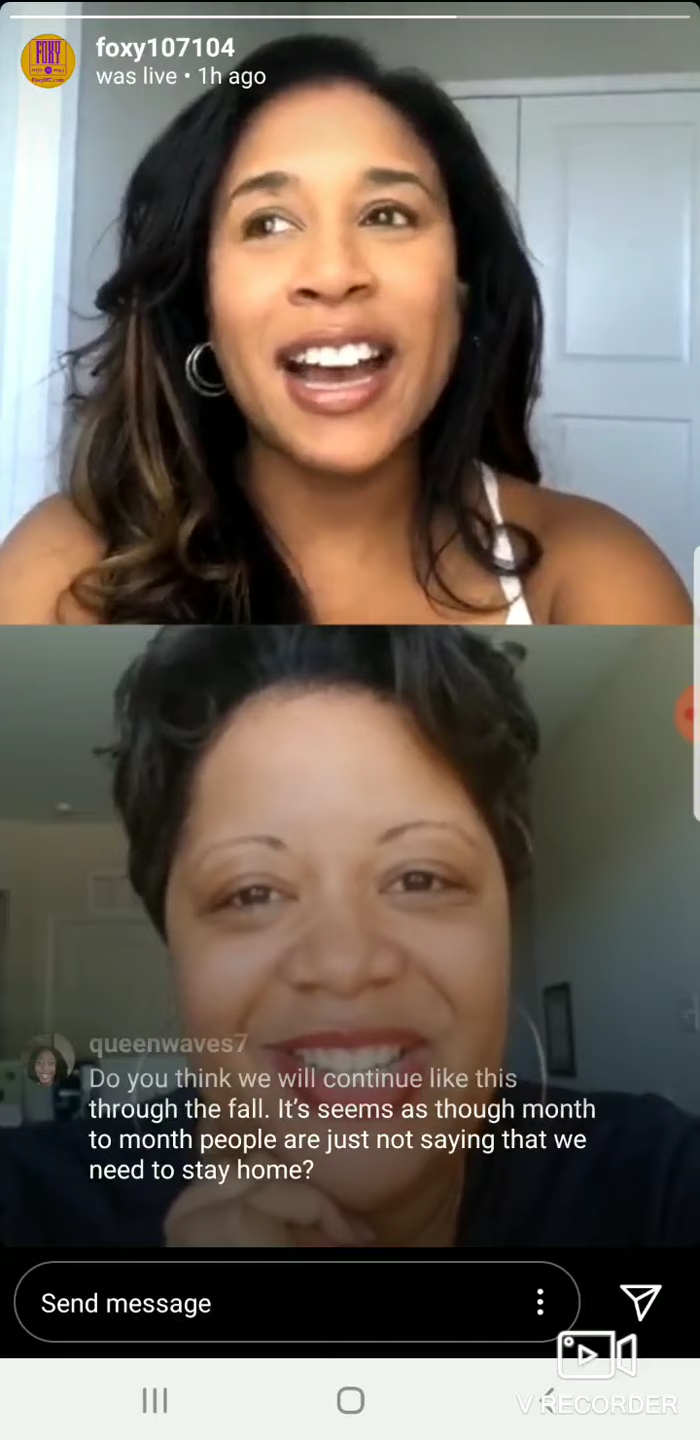 FOXY
foxy107104
was live • 1h ago
queenwaves7
Do you think we will continue like this
through the fall. It's seems as though month
to month people are just not saying that we
need to stay home?
Send message
V RECORDER